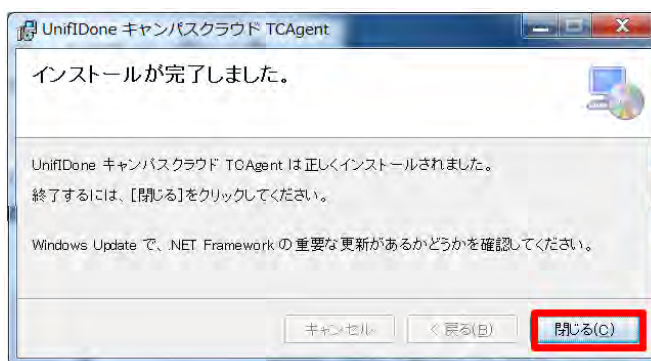 UnifIDone キャンパスクラウド TCAgent
インストールが完了しました。
UnifIDone キャンパスクラウド TCAgent は正しくインストールされました。
終了するには、[閉じる]をクリックしてください。
Windows Update で、.NET Framework の重要な更新があるかどうかを確認してください。
キャンセル
< 戻る(B)
閉じる(C)